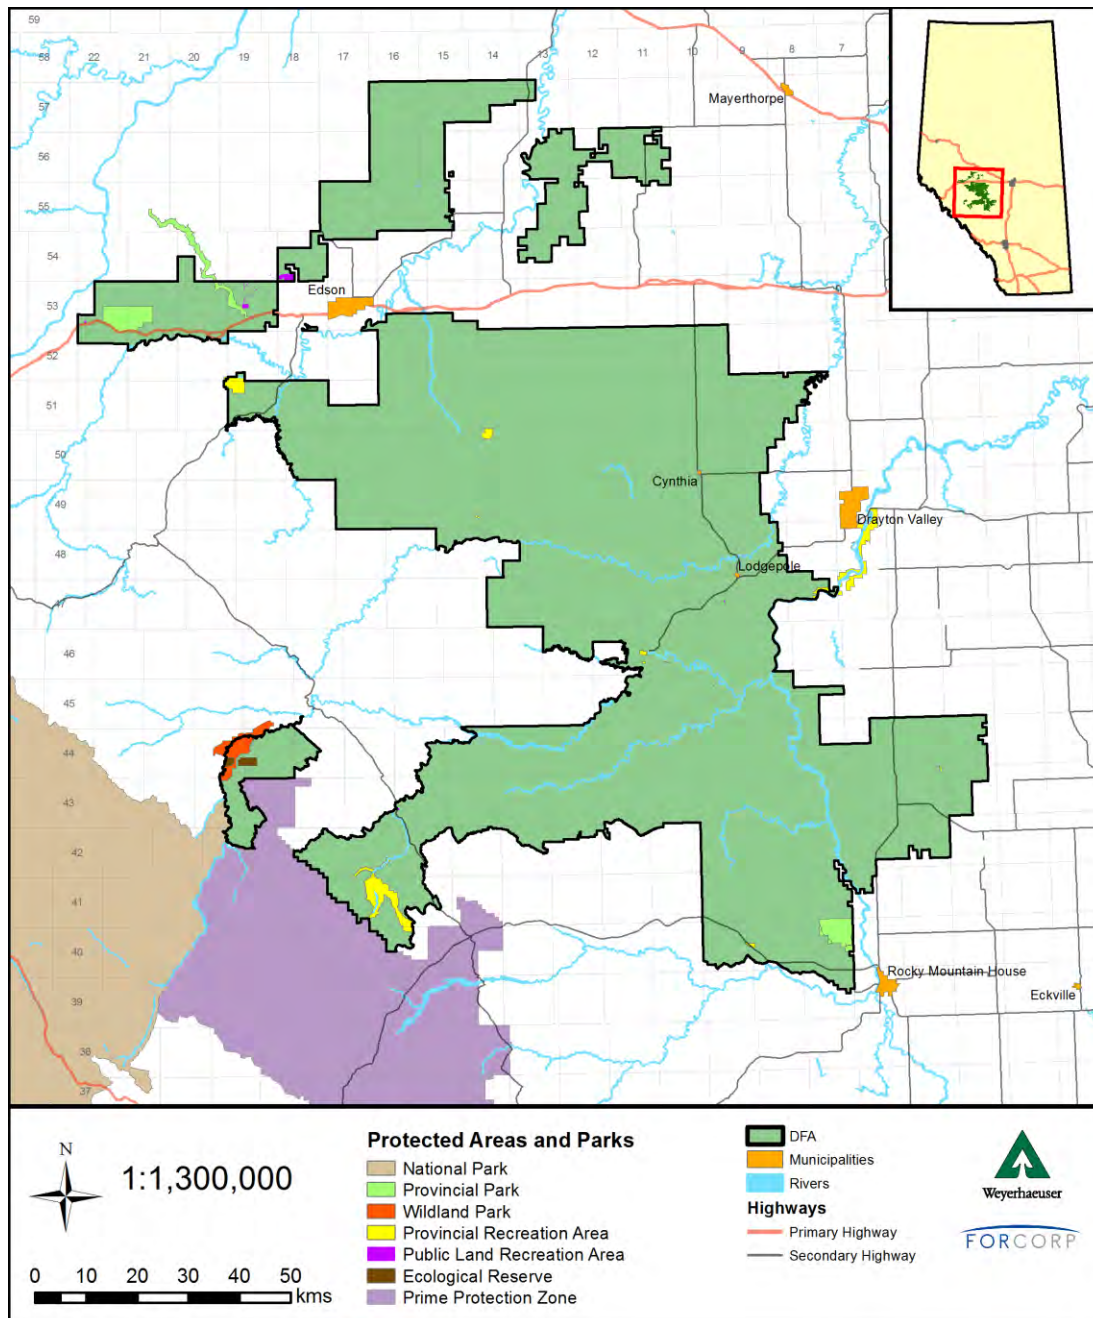 59
58 22 21 20 19 18 17 16 15 14 13 12 11 10 9 8 7
57
56
55
54
53
52
51
50
49
48
47
46
45
44
43
42
41
40
39
38
37
Mayerthorpe
Edson
Cynthia
Drayton Valley
Lodgepole
Rocky Mountain House
Eckville
N
1:1,300,000
0 10 20 30 40 50
kms
Protected Areas and Parks
National Park
Provincial Park
Wildland Park
Provincial Recreation Area
Public Land Recreation Area
Ecological Reserve
Prime Protection Zone
DFA
Municipalities
Rivers
Highways
Primary Highway
Secondary Highway
Weyerhaeuser
FORCORP